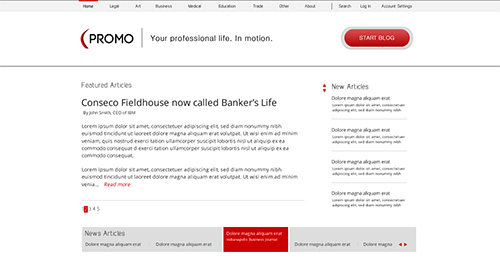 Home Legal Art Business Medical Education Trade Other About Search Log in Account Settings
PROMO Your professional life. In motion. START BLOG
Featured Articles
Conseco Fieldhouse now called Banker's Life
By John Smith, CEO of IBM
Lorem ipsum dolor sit amet, consectetuer adipiscing elit, sed diam nonummy nibh
euismod tincidunt ut laoreet dolore magna aliquam erat volutpat. Ut wisi enim ad minim
veniam, quis nostrud exerci tation ullamcorper suscipit lobortis nisl ut aliquip ex ea
commodo consequat d exerci tation ullamcorper suscipit lobortis nisl ut aliquip ex ea
commodo consequat.
Lorem ipsum dolor sit amet, consectetuer adipiscing elit, sed diam nonummy nibh
euismod tincidunt ut laoreet dolore magna aliquam erat volutpat. Ut wisi enim ad minim
venia... Read more
3 4 5
New Articles
Dolore magna aliquam erat
Lorem ipsum dolor sit amet, consectetuer
adipiscing elit, sed diam nonummy nibh
Dolore magna aliquam erat
Lorem ipsum dolor sit amet, consectetuer
adipiscing elit, sed diam nonummy nibh
Dolore magna aliquam erat
Lorem ipsum dolor sit amet, consectetuer
adipiscing elit, sed diam nonummy nibh
Dolore magna aliquam erat
Lorem ipsum dolor sit amet, consectetuer
adipiscing elit, sed diam nonummy nibh
News Articles
Dolore magna aliquam erat Dolore magna aliquam erat Dolore magna aliquam erat Dolore magna aliquam erat Dolore magna
Indianapolis Business Journal